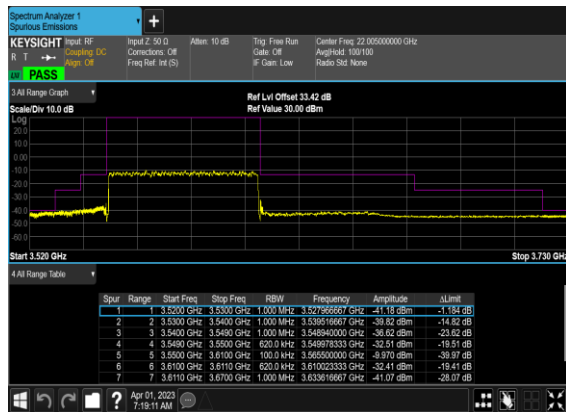 Spectrum Analyzer 1
Spurious Emissions
+
KEYSIGHT Input: RF Input Z: 50 Ω Atten: 10 dB Trig: Free Run Center Freq: 22.005000000 GHz
R T Coupling: DC Corrections: Off Gate: Off Avg|Hold: 100/100
Align: Off Freq Ref: Int (S) IF Gain: Low Radio Std: None
LW PASS
3 All Range Graph
Ref Lvl Offset 33.42 dB
Scale/Div 10.0 dB Ref Value 30.00 dBm
Log
20.0
10.0
0.00
-10.0
-20.0
-30.0
-40.0
-50.0
-60.0
Start 3.520 GHz Stop 3.730 GHz
4 All Range Table
Spur Range Start Freq Stop Freq RBW Frequency Amplitude ΔLimit
1 1 3.5200 GHz 3.5300 GHz 1.000 MHz 3.527966667 GHz -41.18 dBm -1.184 dB
2 2 3.5300 GHz 3.5400 GHz 1.000 MHz 3.539516667 GHz -39.82 dBm -14.82 dB
3 3 3.5400 GHz 3.5490 GHz 1.000 MHz 3.548940000 GHz -36.62 dBm -23.62 dB
4 4 3.5490 GHz 3.5500 GHz 620.0 kHz 3.549978333 GHz -32.51 dBm -19.51 dB
5 5 3.5500 GHz 3.6100 GHz 100.0 kHz 3.565500000 GHz -9.970 dBm -39.97 dB
6 6 3.6100 GHz 3.6110 GHz 620.0 kHz 3.610023333 GHz -32.41 dBm -19.41 dB
7 7 3.6110 GHz 3.6700 GHz 1.000 MHz 3.633616667 GHz -41.07 dBm -28.07 dB
? Apr 01, 2023
7:19:11 AM